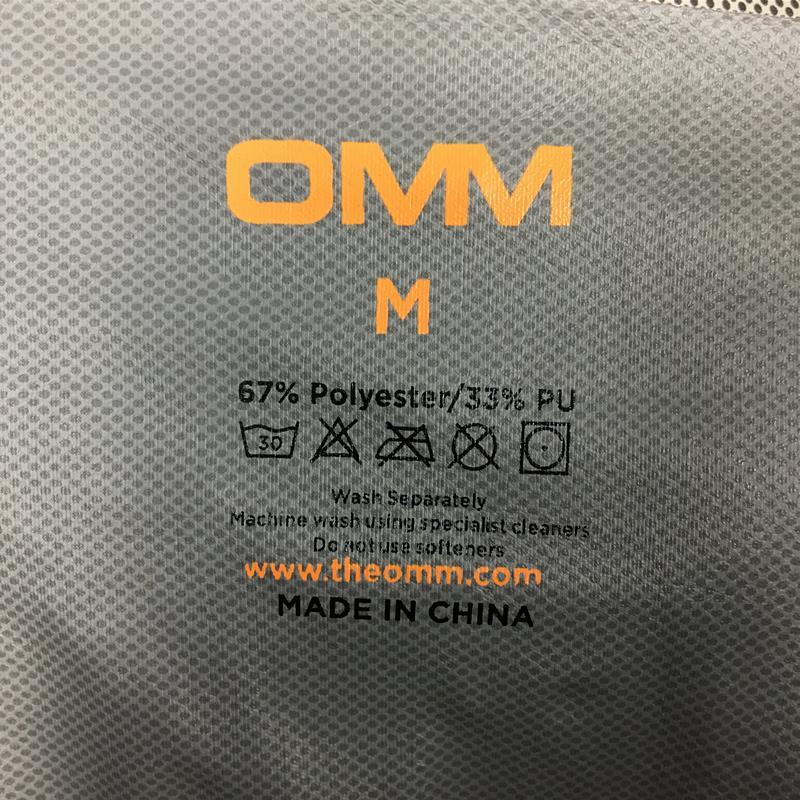 OMM
M
67% Polyester/33% PU
30
Wash Separately
Machine wash using specialist cleaners
Do not use softeners
www.theomm.com
MADE IN CHINA